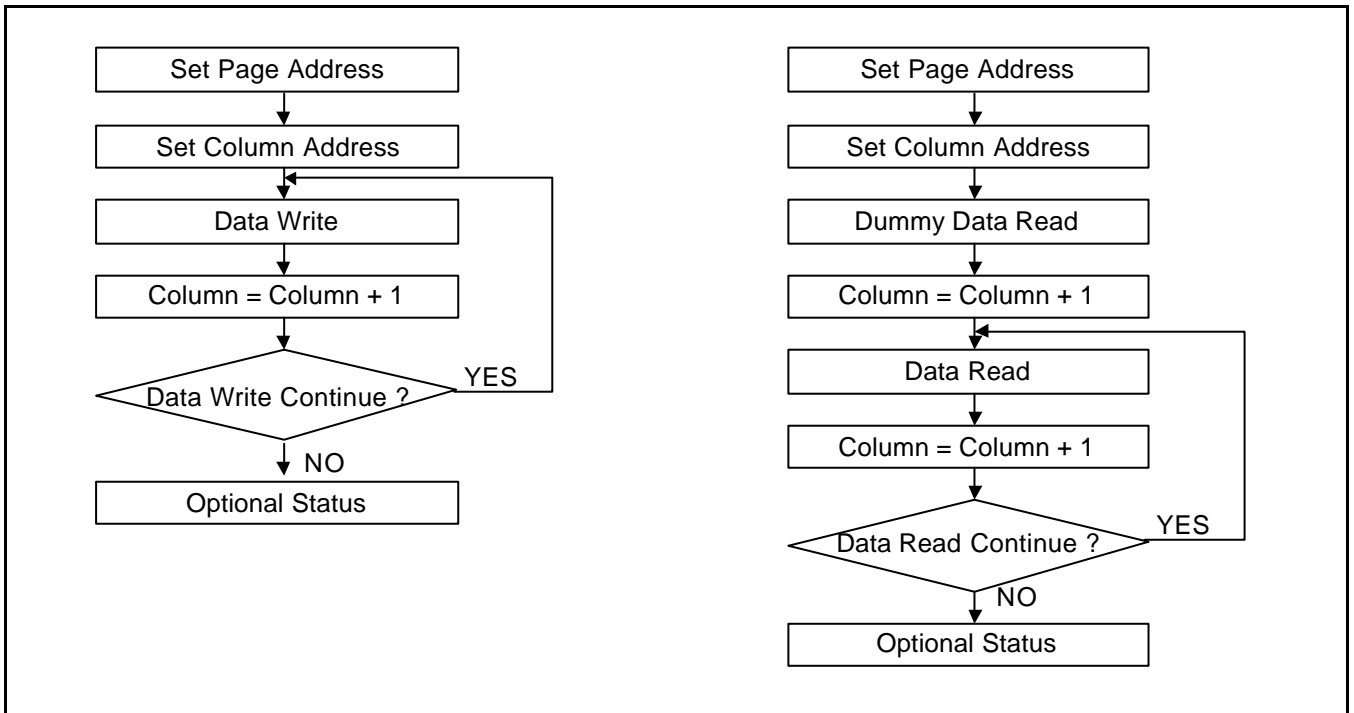 Set Page Address
Set Column Address
Data Write
Column = Column + 1
Data Write Continue ?
YES
NO
Optional Status
Set Page Address
Set Column Address
Dummy Data Read
Column = Column + 1
Data Read
Column = Column + 1
Data Read Continue ?
YES
NO
Optional Status